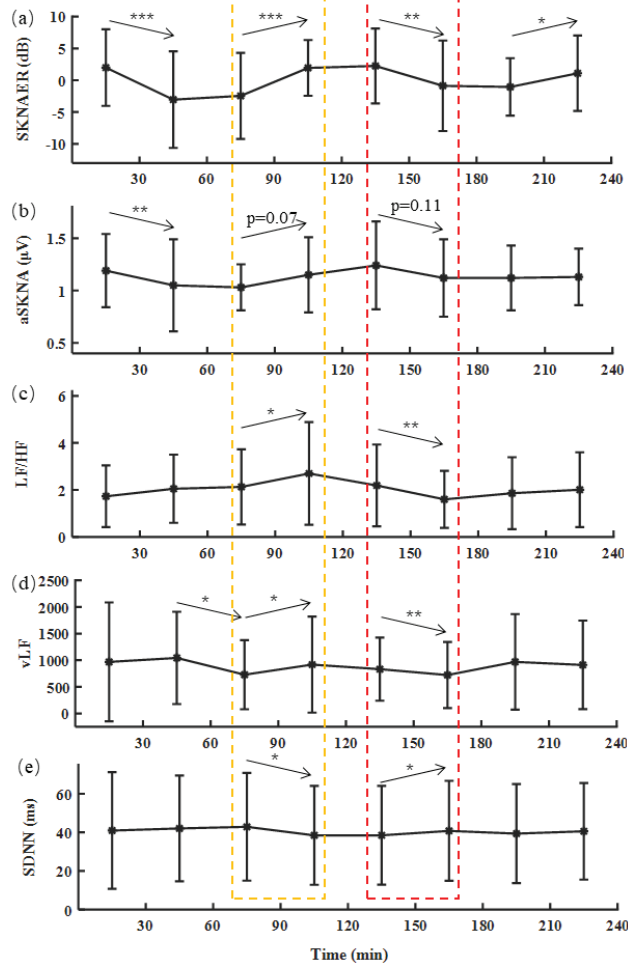 (a)
SKNAER (dB)
10
5
0
-5
-10
***
***
**
*
30 60 90 120 150 180 210 240
(b)
aSKNA (μV)
1.5
1
0.5
**
p=0.07
p=0.11
30 60 90 120 150 180 210 240
(c)
LF/HF
6
4
2
0
*
**
30 60 90 120 150 180 210 240
(d)
vLF
2500
2000
1500
1000
500
0
*
*
**
30 60 90 120 150 180 210 240
(e)
SDNN (ms)
60
40
20
0
*
*
30 60 90 120 150 180 210 240
Time (min)